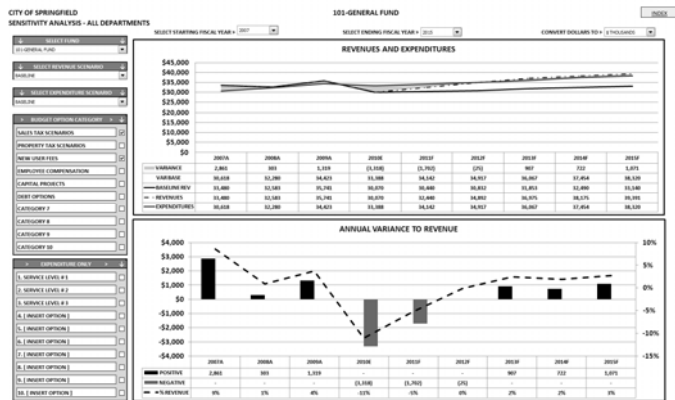 CITY OF SPRINGFIELD
SENSITIVITY ANALYSIS - ALL DEPARTMENTS
101-GENERAL FUND
INDEX
SELECT STARTING FISCAL YEAR > 2007
SELECT ENDING FISCAL YEAR > 2015
CONVERT DOLLARS TO > $ THOUSANDS
SELECT FUND
101-GENERAL FUND
SELECT REVENUE SCENARIO
BASELINE
SELECT EXPENDITURE SCENARIO
BASELINE
BUDGET OPTION CATEGORY
SALES TAX SCENARIOS
PROPERTY TAX SCENARIOS
NEW USER FEES
EMPLOYEE COMPENSATION
CAPITAL PROJECTS
DEBT OPTIONS
CATEGORY 7
CATEGORY 8
CATEGORY 9
CATEGORY 10
EXPENDITURE ONLY
1. SERVICE LEVEL # 1
2. SERVICE LEVEL # 2
3. SERVICE LEVEL # 3
4. [ INSERT OPTION ]
5. [ INSERT OPTION ]
6. [ INSERT OPTION ]
7. [ INSERT OPTION ]
8. [ INSERT OPTION ]
9. [ INSERT OPTION ]
10. [ INSERT OPTION ]
REVENUES AND EXPENDITURES
$45,000
$40,000
$35,000
$30,000
$25,000
$20,000
$15,000
$10,000
$5,000
$0
2007A 2008A 2009A 2010E 2011F 2012F 2013F 2014F 2015F
VARIANCE 2,861 303 1,319 (3,318) (1,702) (25) 907 722 1,071
VARBASE 30,618 32,280 34,423 33,388 34,142 34,917 36,067 37,454 38,320
BASELINE REV 33,480 32,583 35,741 30,070 30,440 30,812 31,853 32,490 33,140
REVENUES 33,480 32,583 35,741 30,070 32,440 34,892 36,975 38,175 39,391
EXPENDITURES 30,618 32,280 34,423 33,388 34,142 34,917 36,067 37,454 38,320
ANNUAL VARIANCE TO REVENUE
$4,000
$3,000
$2,000
$1,000
$0
-$1,000
-$2,000
-$3,000
-$4,000
10%
5%
0%
-5%
-10%
-15%
2007A 2008A 2009A 2010E 2011F 2012F 2013F 2014F 2015F
POSITIVE 2,861 303 1,319 - - - 907 722 1,071
NEGATIVE - - - (3,318) (1,702) (25) - - -
% REVENUE 9% 1% 4% -11% -5% 0% 2% 2% 3%